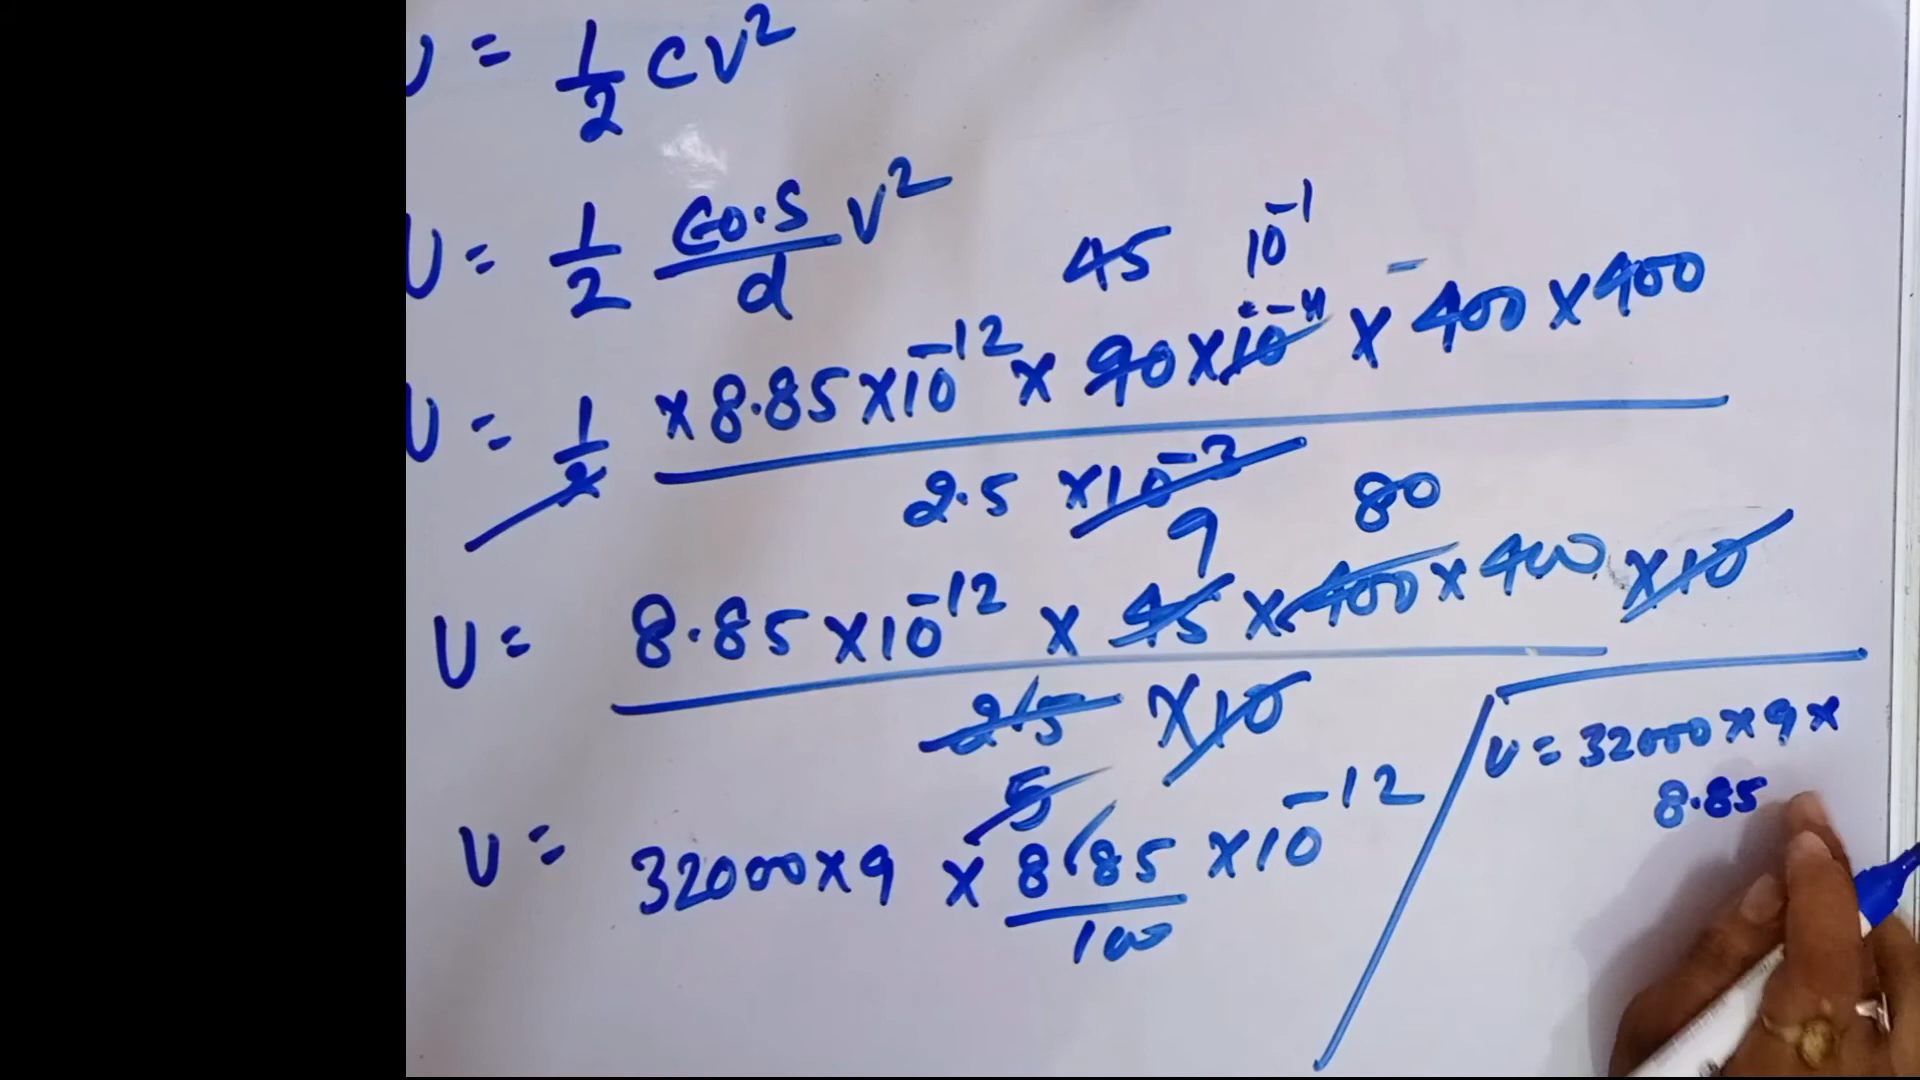 U = 1/2 CV²
U = 1/2 ϵ0.S/d V²
45 10⁻¹
U = 1/2 × 8.85×10⁻¹² × 90×10⁻⁴ × 400×400
2.5 ×10⁻³
9 80
U = 8.85×10⁻¹² × 45 × 400 × 400 ×10
2.5 ×10
5
U = 32000×9 × 8.85/100 ×10⁻¹²
U = 32000×9×
8.85